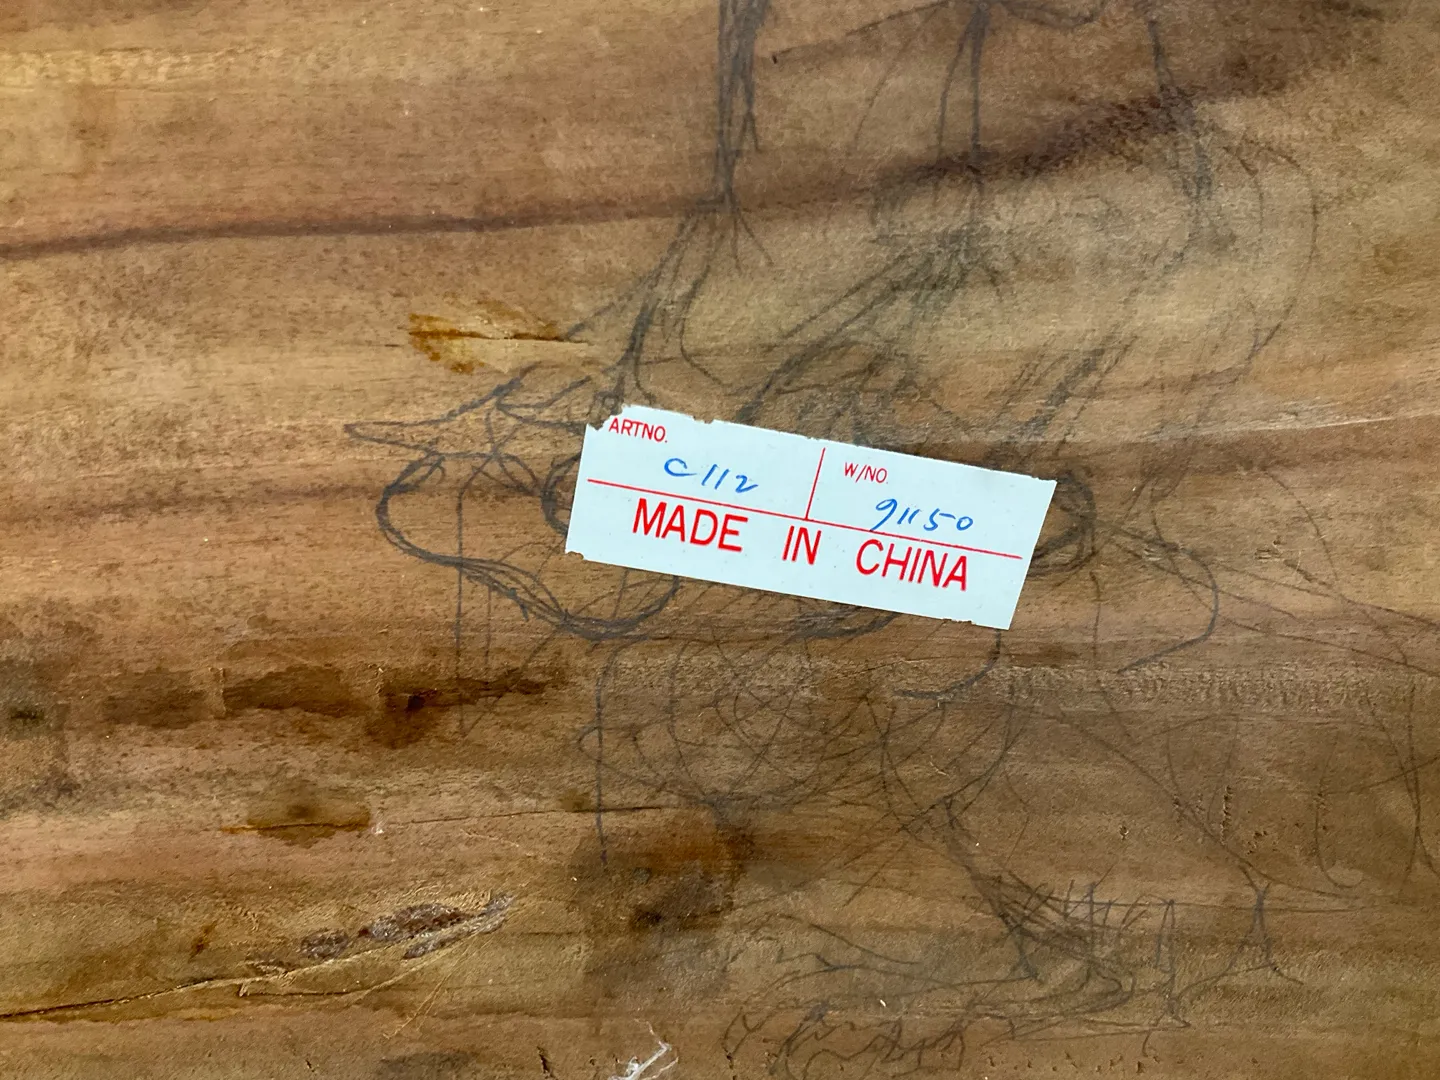 ARTNO. W/NO.
C112 91150
MADE IN CHINA